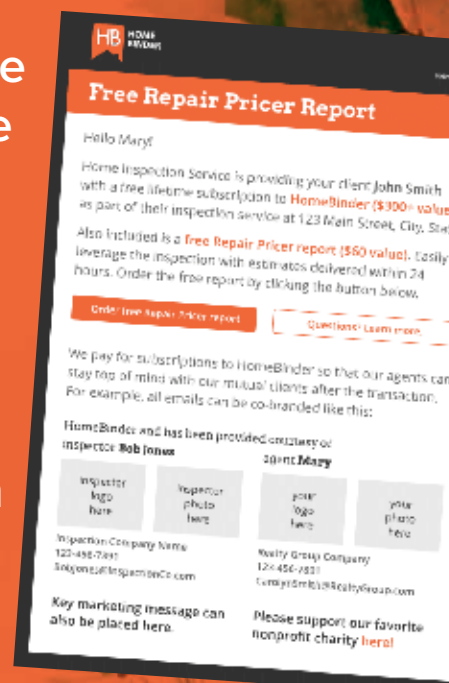 e
e
HB HOME
BINDER
Free Repair Pricer Report
Hello Mary!
Home Inspection Service is providing your client John Smith
with a free lifetime subscription to HomeBinder ($300+ value
as part of their inspection service at 123 Main Street, City, Stat
Also included is a free Repair Pricer report ($60 value). Easily
leverage the inspection with estimates delivered within 24
hours. Order the free report by clicking the button below.
Order free Repair Pricer report
Questions? Learn more
We pay for subscriptions to HomeBinder so that our agents can
stay top of mind with our mutual clients after the transaction.
For example, all emails can be co-branded like this:
HomeBinder and has been provided courtesy of
inspector Bob Jones
agent Mary
inspector
logo
here
inspector
photo
here
your
logo
here
your
photo
here
Inspection Company Name
123-456-7891
Realty Group Company
123-456-7891
CarolynSmith@RealtyGroup.com
Key marketing message can
also be placed here.
Please support our favorite
nonprofit charity here!